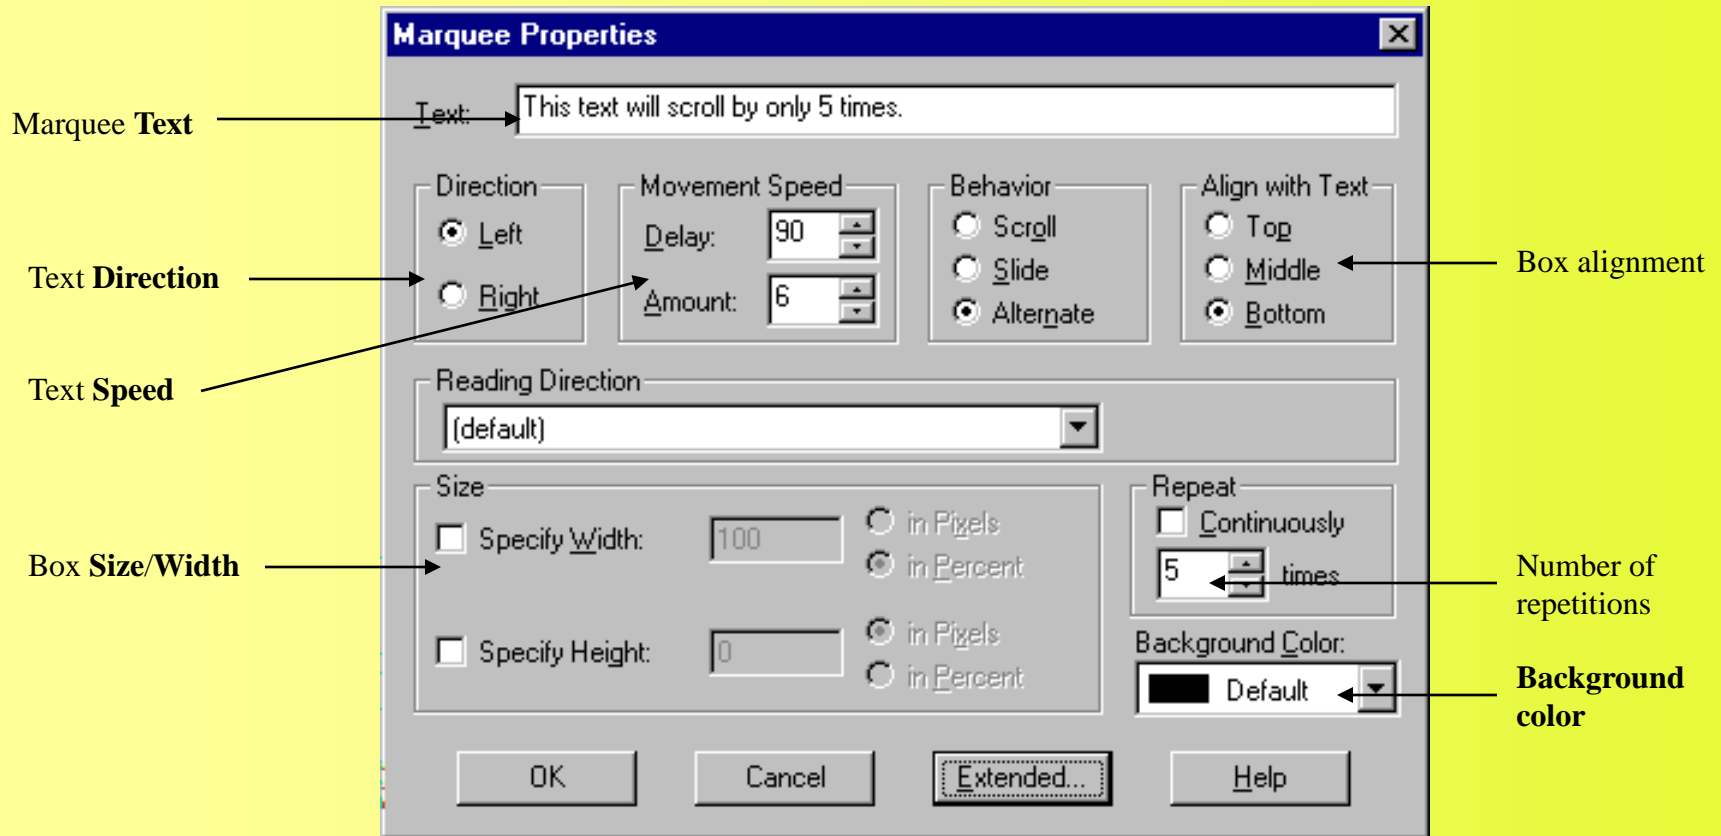 Marquee Properties
Marquee Text
Text:
This text will scroll by only 5 times.
Direction
Left
Right
Movement Speed
Delay: 90
Amount: 6
Behavior
Scroll
Slide
Alternate
Align with Text
Top
Middle
Bottom
Text Direction
Box alignment
Text Speed
Reading Direction
(default)
Size
Specify Width: 100
in Pixels
in Percent
Specify Height: 0
in Pixels
in Percent
Box Size/Width
Repeat
Continuously
5 times
Number of
repetitions
Background Color:
Default
Background
color
OK
Cancel
Extended...
Help